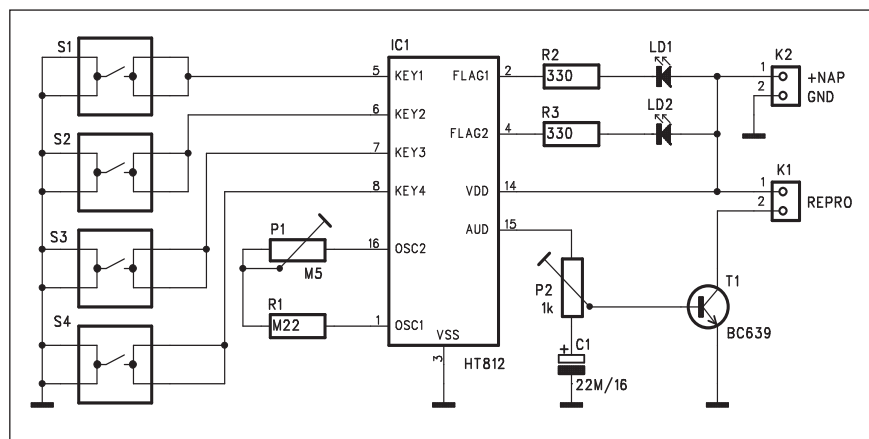 S1
S2
S3
S4
IC1
5 KEY1
6 KEY2
7 KEY3
8 KEY4
16 OSC2
1 OSC1
FLAG1 2
FLAG2 4
VDD 14
AUD 15
VSS
3
HT812
P1
M5
R1
M22
R2
330
R3
330
LD1
LD2
K2
1 +NAP
2 GND
K1
1
2
REPRO
P2
1k
C1
+
22M/16
T1
BC639